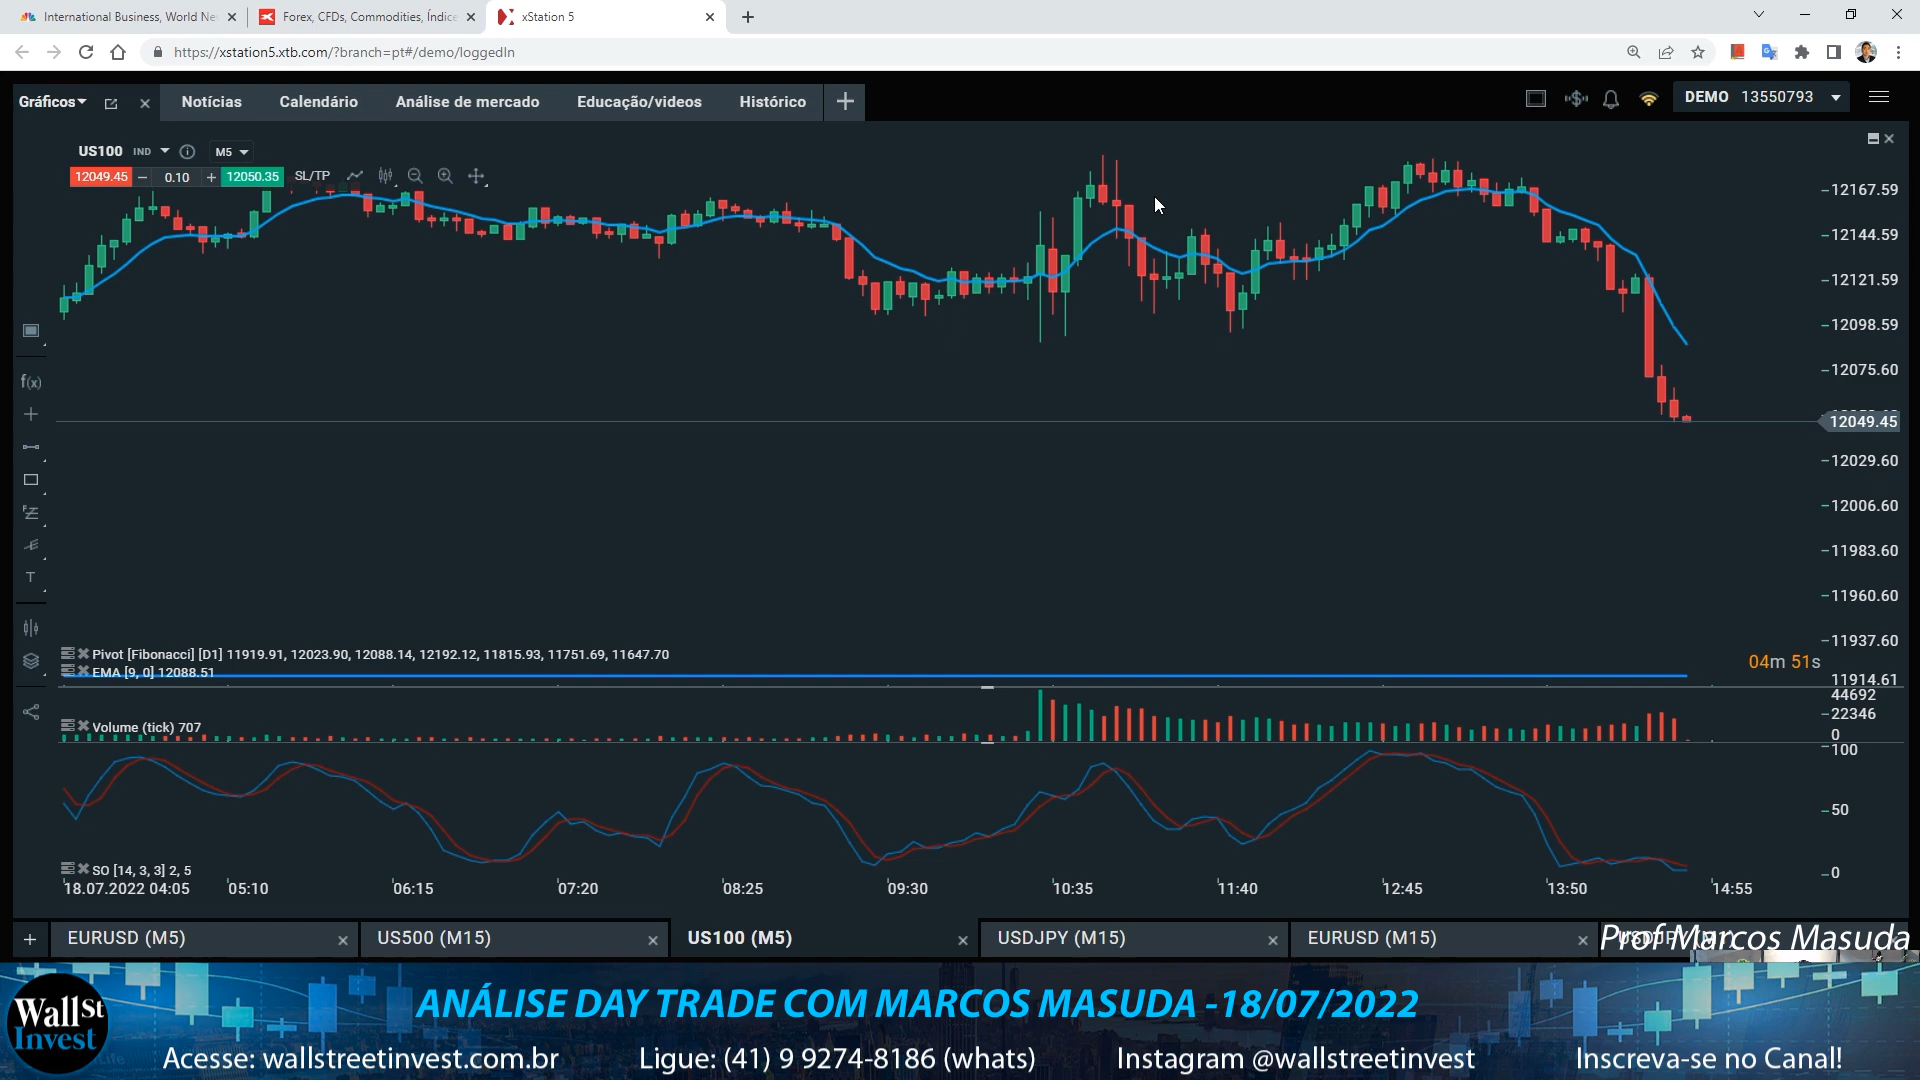 International Business, World Ne
Forex, CFDs, Commodities, Índice
xStation 5
https://xstation5.xtb.com/?branch=pt#/demo/loggedIn
Gráficos
Notícias
Calendário
Análise de mercado
Educação/videos
Histórico
DEMO 13550793
US100 IND M5
12049.45 − 0.10 + 12050.35 SL/TP
12167.59
12144.59
12121.59
12098.59
12075.60
12049.45
12029.60
12006.60
11983.60
11960.60
11937.60
f(x)
T
Pivot [Fibonacci] [D1] 11919.91, 12023.90, 12088.14, 12192.12, 11815.93, 11751.69, 11647.70
04m 51s
EMA [9, 0] 12088.51
11914.61
44692
22346
0
Volume (tick) 707
100
50
0
SO [14, 3, 3] 2, 5
18.07.2022 04:05 05:10 06:15 07:20 08:25 09:30 10:35 11:40 12:45 13:50 14:55
EURUSD (M5)
US500 (M15)
US100 (M5)
USDJPY (M15)
EURUSD (M15)
Prof Marcos Masuda
ANÁLISE DAY TRADE COM MARCOS MASUDA -18/07/2022
Wall St
Invest
Acesse: wallstreetinvest.com.br
Ligue: (41) 9 9274-8186 (whats)
Instagram @wallstreetinvest
Inscreva-se no Canal!